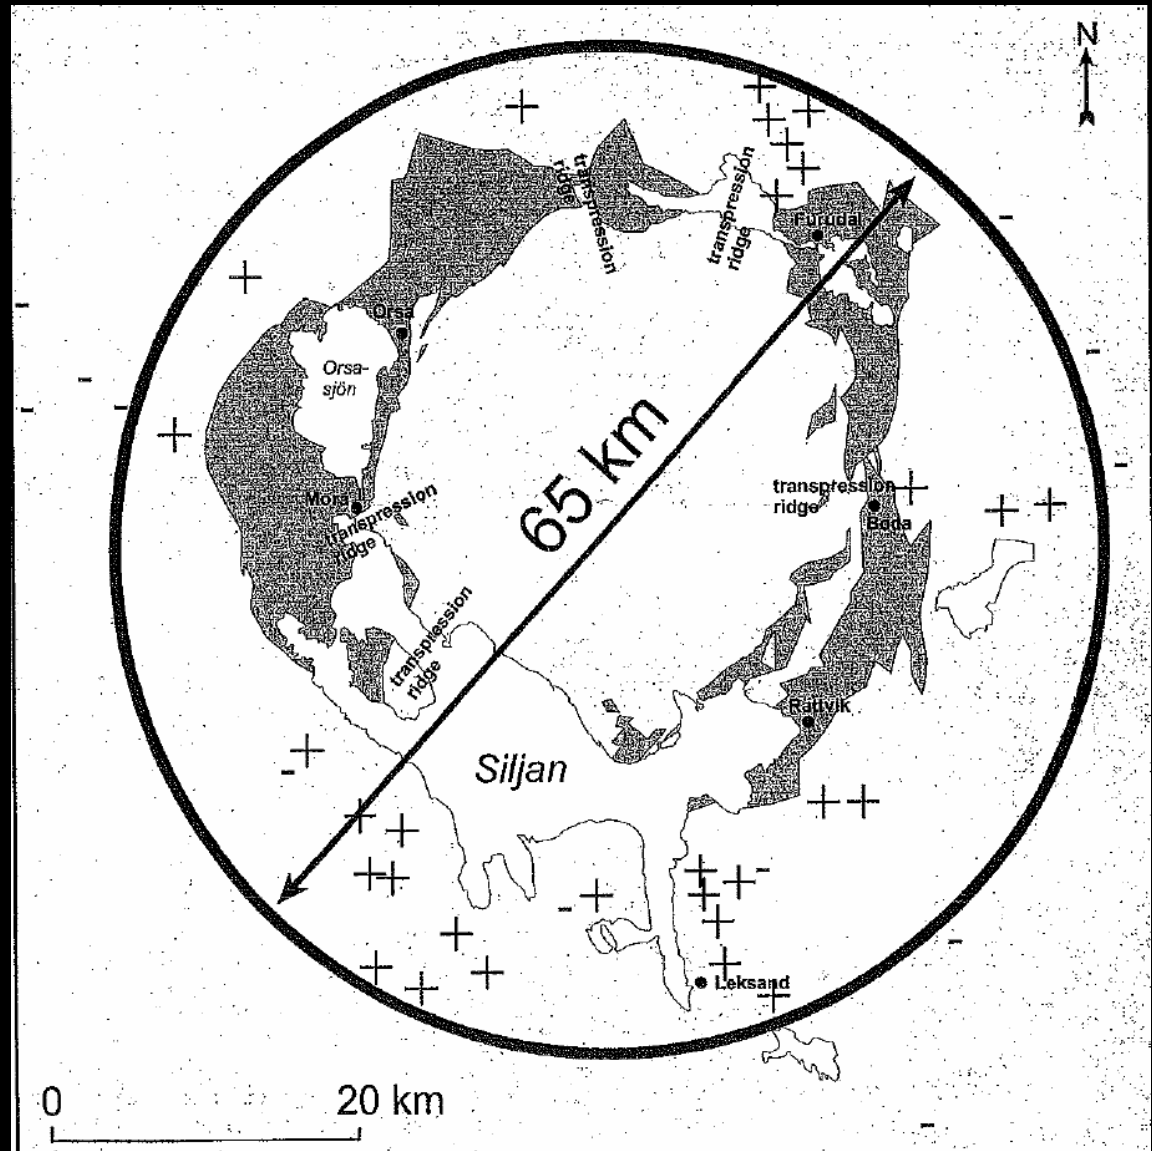 N
transpression
ridge
transpression
ridge
Furudal
Orsa
Orsa-
sjön
65 km
Mora
transpression
ridge
transpression
ridge
Boda
transpression
ridge
Rättvik
Siljan
Leksand
0
20 km